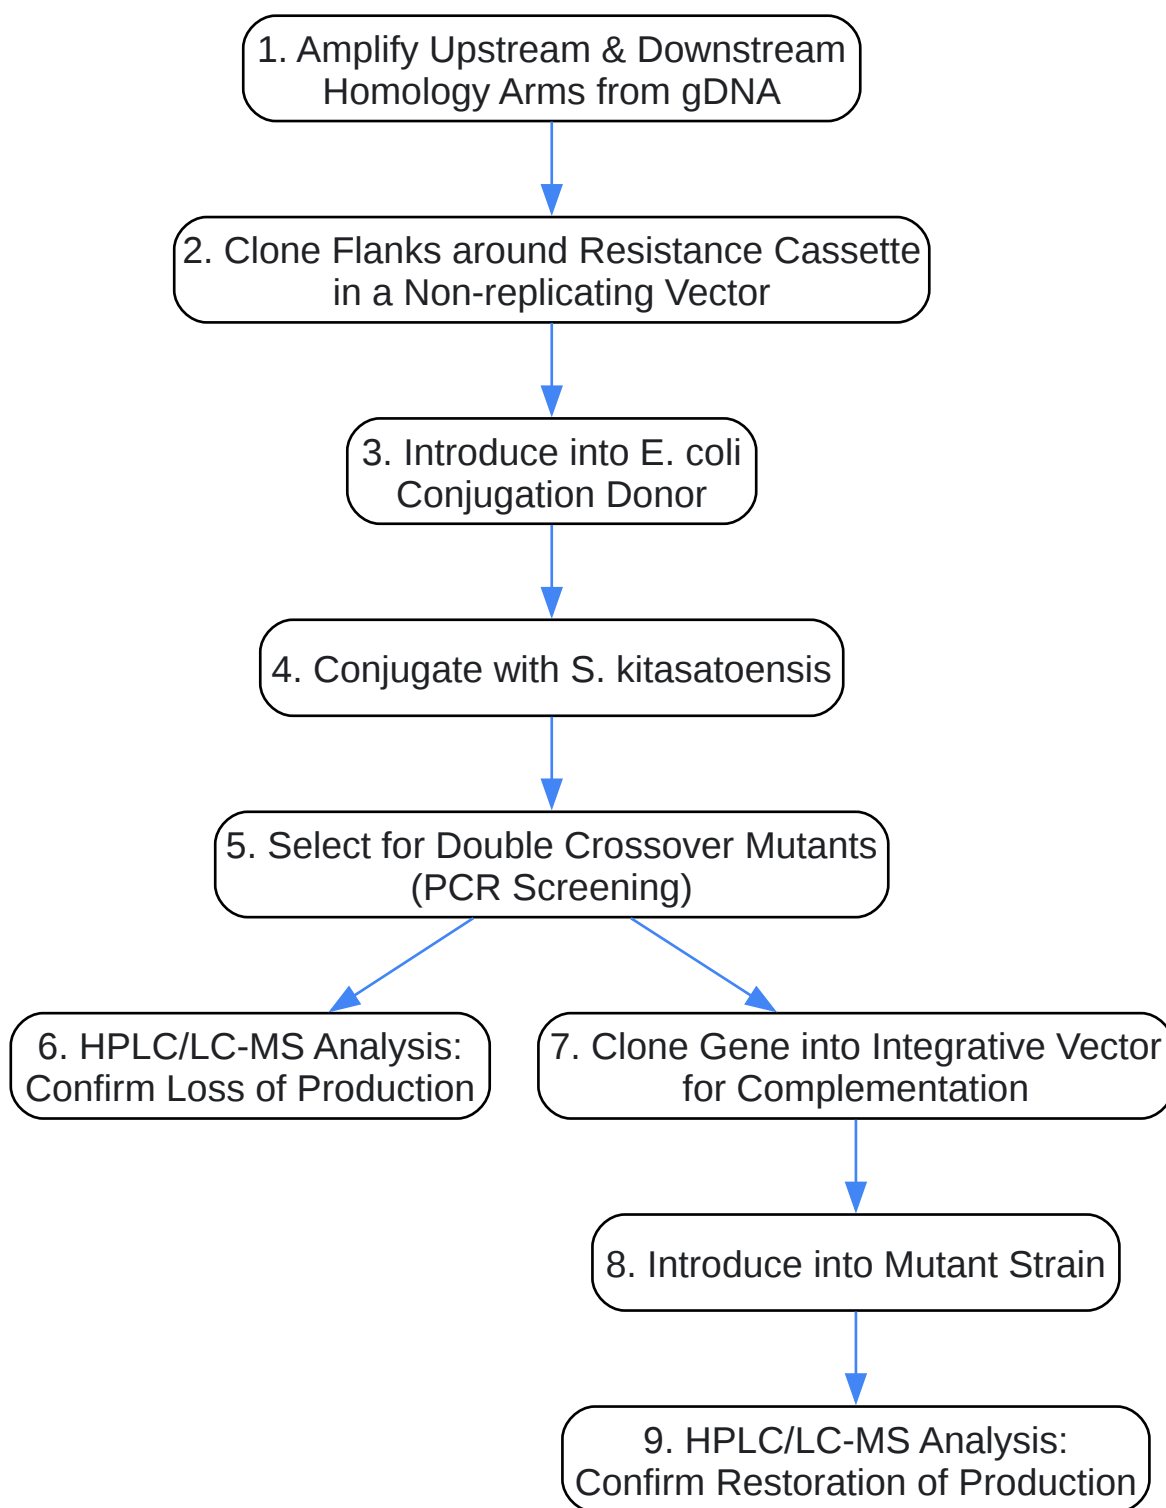 1. Amplify Upstream & Downstream
Homology Arms from gDNA
2. Clone Flanks around Resistance Cassette
in a Non-replicating Vector
3. Introduce into E. coli
Conjugation Donor
4. Conjugate with S. kitasatoensis
5. Select for Double Crossover Mutants
(PCR Screening)
6. HPLC/LC-MS Analysis:
Confirm Loss of Production
7. Clone Gene into Integrative Vector
for Complementation
8. Introduce into Mutant Strain
9. HPLC/LC-MS Analysis:
Confirm Restoration of Production